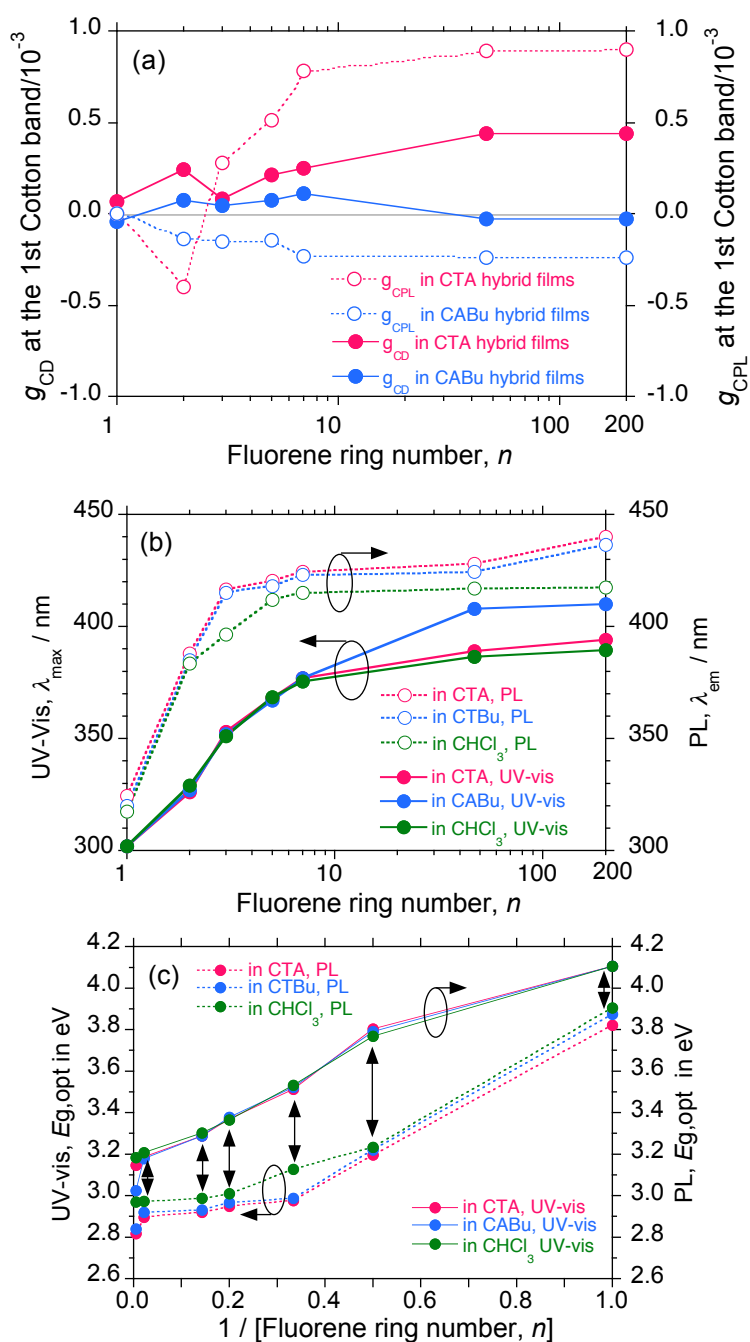 (a)
1.0
0.5
0.0
-0.5
-1.0
g_CD at the 1st Cotton band/10^-3
1.0
0.5
0.0
-0.5
-1.0
g_CPL at the 1st Cotton band/10^-3
g_CPL in CTA hybrid films
g_CPL in CABu hybrid films
g_CD in CTA hybrid films
g_CD in CABu hybrid films
1 10 100 200
Fluorene ring number, n
(b)
450
400
350
300
UV-Vis, λ_max / nm
450
400
350
300
PL, λ_em / nm
in CTA, PL
in CTBu, PL
in CHCl_3, PL
in CTA, UV-vis
in CABu, UV-vis
in CHCl_3, UV-vis
1 10 100 200
Fluorene ring number, n
(c)
4.2
4.0
3.8
3.6
3.4
3.2
3.0
2.8
2.6
UV-vis, Eg,opt in eV
4.2
4.0
3.8
3.6
3.4
3.2
3.0
2.8
2.6
PL, Eg,opt in eV
in CTA, PL
in CTBu, PL
in CHCl_3, PL
in CTA, UV-vis
in CABu, UV-vis
in CHCl_3 UV-vis
0.0 0.2 0.4 0.6 0.8 1.0
1 / [Fluorene ring number, n]